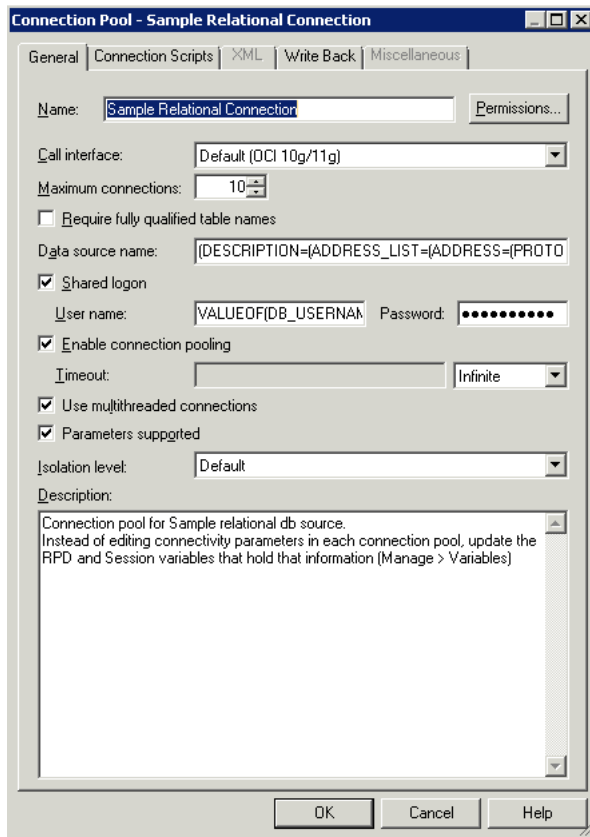 Connection Pool - Sample Relational Connection
General Connection Scripts XML Write Back Miscellaneous
Name: Sample Relational Connection Permissions...
Call interface: Default (OCI 10g/11g)
Maximum connections: 10
Require fully qualified table names
Data source name: (DESCRIPTION=(ADDRESS_LIST=(ADDRESS=(PROTO
Shared logon
User name: VALUEOF(DB_USERNAM Password: ●●●●●●●●●●
Enable connection pooling
Timeout: Infinite
Use multithreaded connections
Parameters supported
Isolation level: Default
Description:
Connection pool for Sample relational db source.
Instead of editing connectivity parameters in each connection pool, update the
RPD and Session variables that hold that information (Manage > Variables)
OK Cancel Help